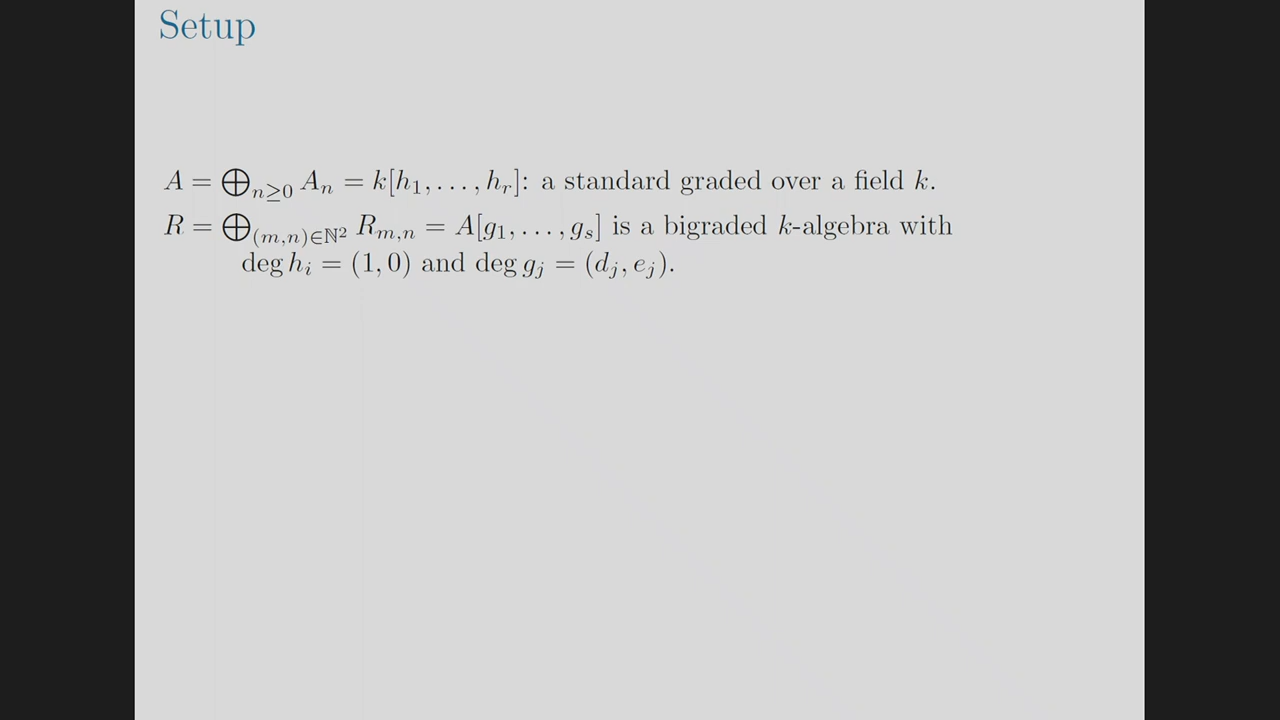 Setup
A = ⨁_{n≥0} A_n = k[h_1, . . . , h_r]: a standard graded over a field k.
R = ⨁_{(m,n)∈ℕ²} R_{m,n} = A[g_1, . . . , g_s] is a bigraded k-algebra with
deg h_i = (1, 0) and deg g_j = (d_j, e_j).